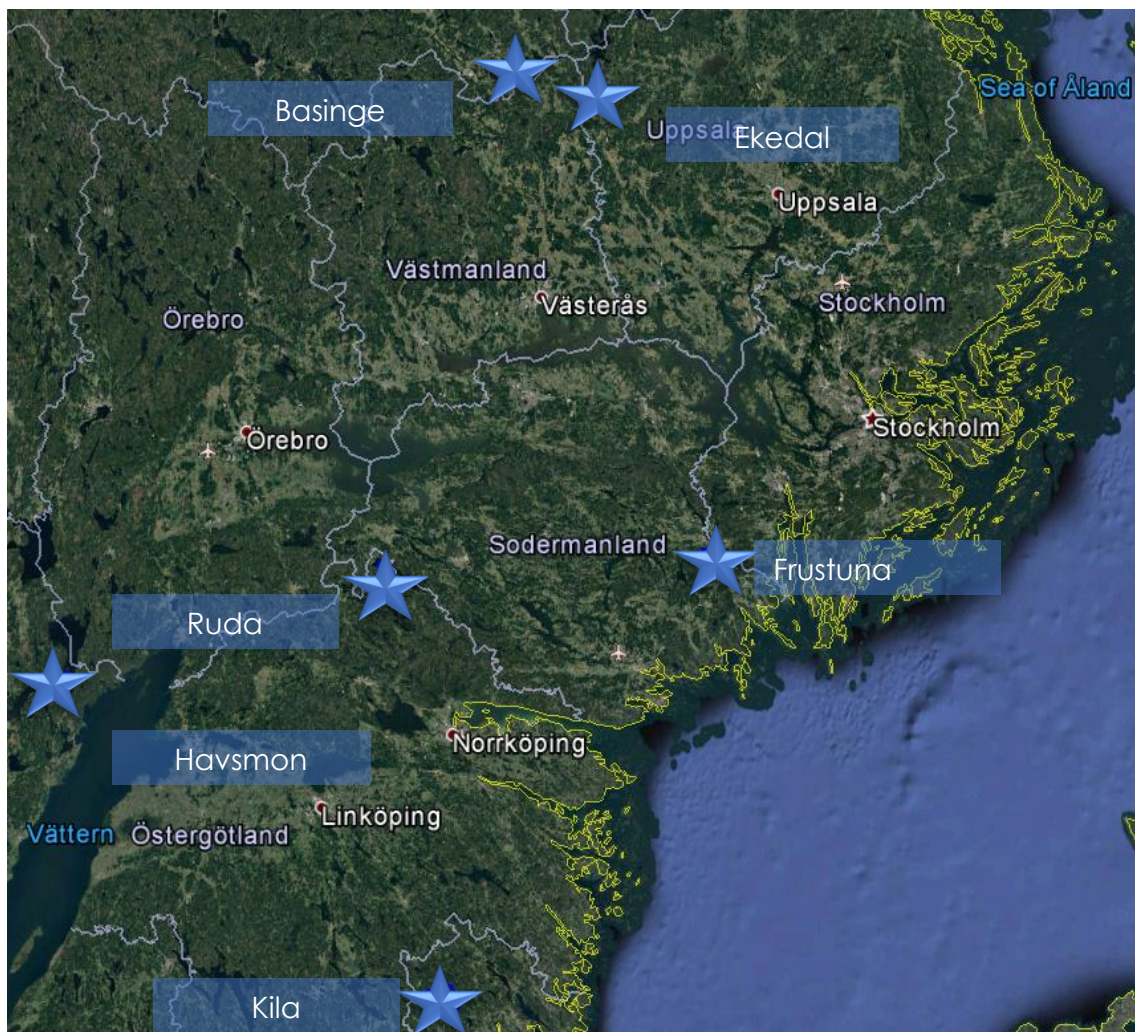 Sea of Åland
Basinge
Uppsala
Ekedal
Uppsala
Västmanland
Västerås
Stockholm
Örebro
Stockholm
Örebro
Sodermanland
Frustuna
Ruda
Norrköping
Havsmon
Linköping
Vättern
Östergötland
Kila